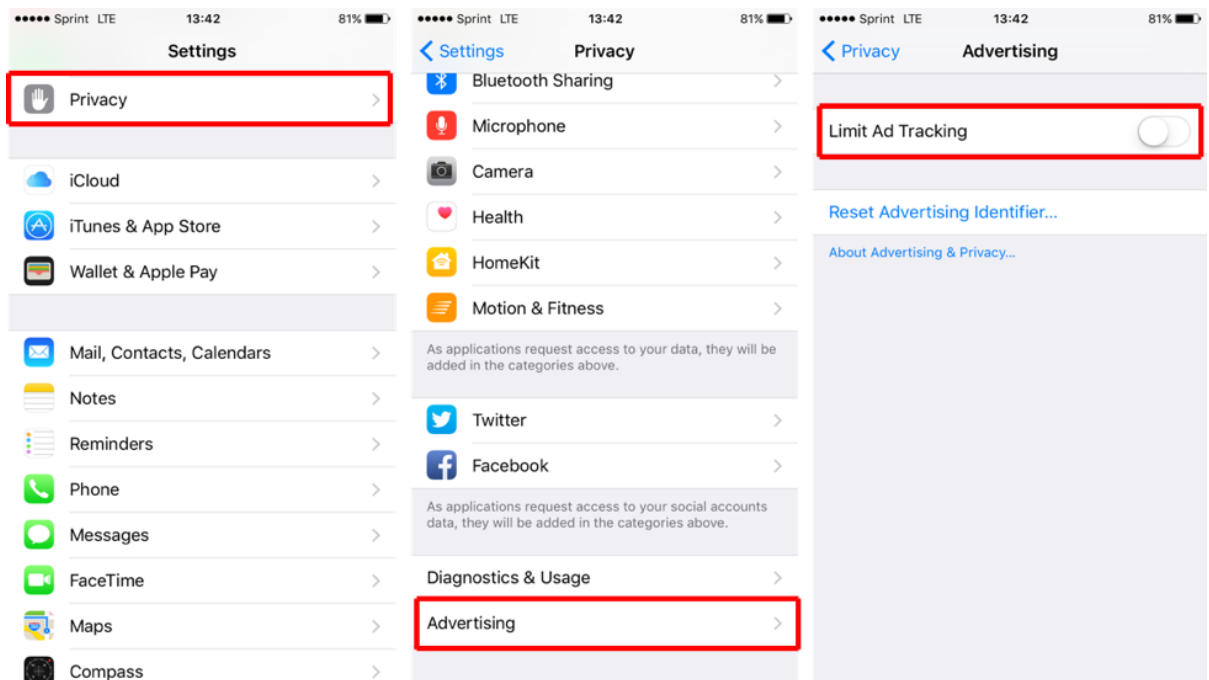 Sprint LTE 13:42 81%
Settings
Privacy
iCloud
iTunes & App Store
Wallet & Apple Pay
Mail, Contacts, Calendars
Notes
Reminders
Phone
Messages
FaceTime
Maps
Compass
Sprint LTE 13:42 81%
Settings Privacy
Bluetooth Sharing
Microphone
Camera
Health
HomeKit
Motion & Fitness
As applications request access to your data, they will be
added in the categories above.
Twitter
Facebook
As applications request access to your social accounts
data, they will be added in the categories above.
Diagnostics & Usage
Advertising
Sprint LTE 13:42 81%
Privacy Advertising
Limit Ad Tracking
Reset Advertising Identifier...
About Advertising & Privacy...